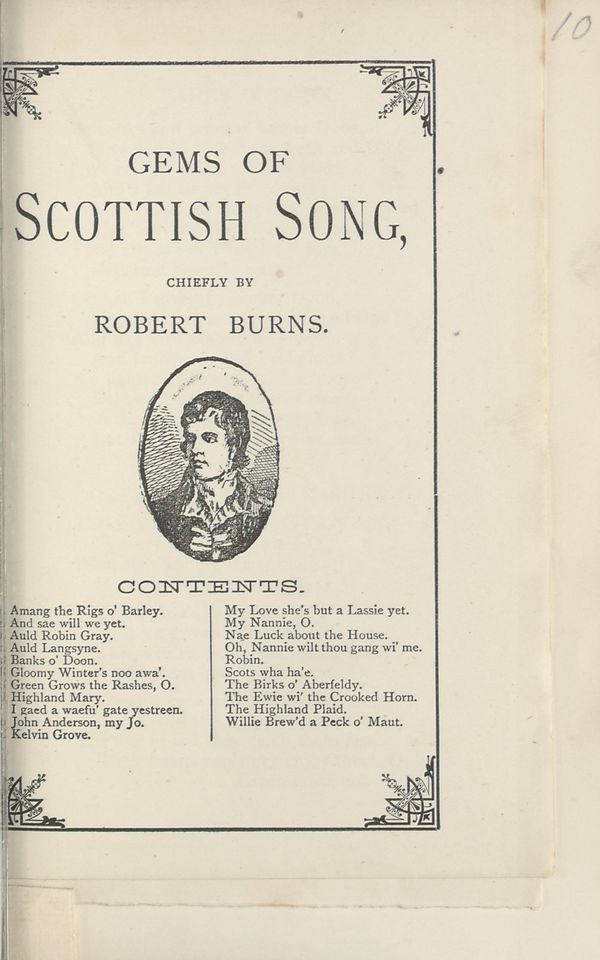 10
GEMS OF
SCOTTISH SONG,
CHIEFLY BY
ROBERT BURNS.
CONTENTS.
Amang the Rigs o' Barley.
And sae will we yet.
Auld Robin Gray.
Auld Langsyne.
Banks o' Doon.
Gloomy Winter's noo awa'.
Green Grows the Rashes, O.
Highland Mary.
I gaed a waefu' gate yestreen.
John Anderson, my Jo.
Kelvin Grove.
My Love she's but a Lassie yet.
My Nannie, O.
Nae Luck about the House.
Oh, Nannie wilt thou gang wi' me.
Robin.
Scots wha ha'e.
The Birks o' Aberfeldy.
The Ewie wi' the Crooked Horn.
The Highland Plaid.
Willie Brew'd a Peck o' Maut.